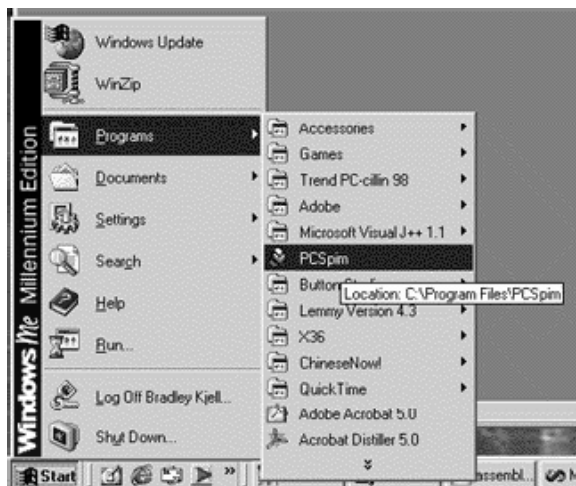 Windows Me Millennium Edition
Windows Update
WinZip
Programs
Documents
Settings
Search
Help
Run...
Log Off Bradley Kjell...
Shut Down...
Accessories
Games
Trend PC-cillin 98
Adobe
Microsoft Visual J++ 1.1
PCSpim
Button
Location: C:\Program Files\PCSpim
Lemmy Version 4.3
X36
ChineseNow!
QuickTime
Adobe Acrobat 5.0
Acrobat Distiller 5.0
Start
assembl...
M